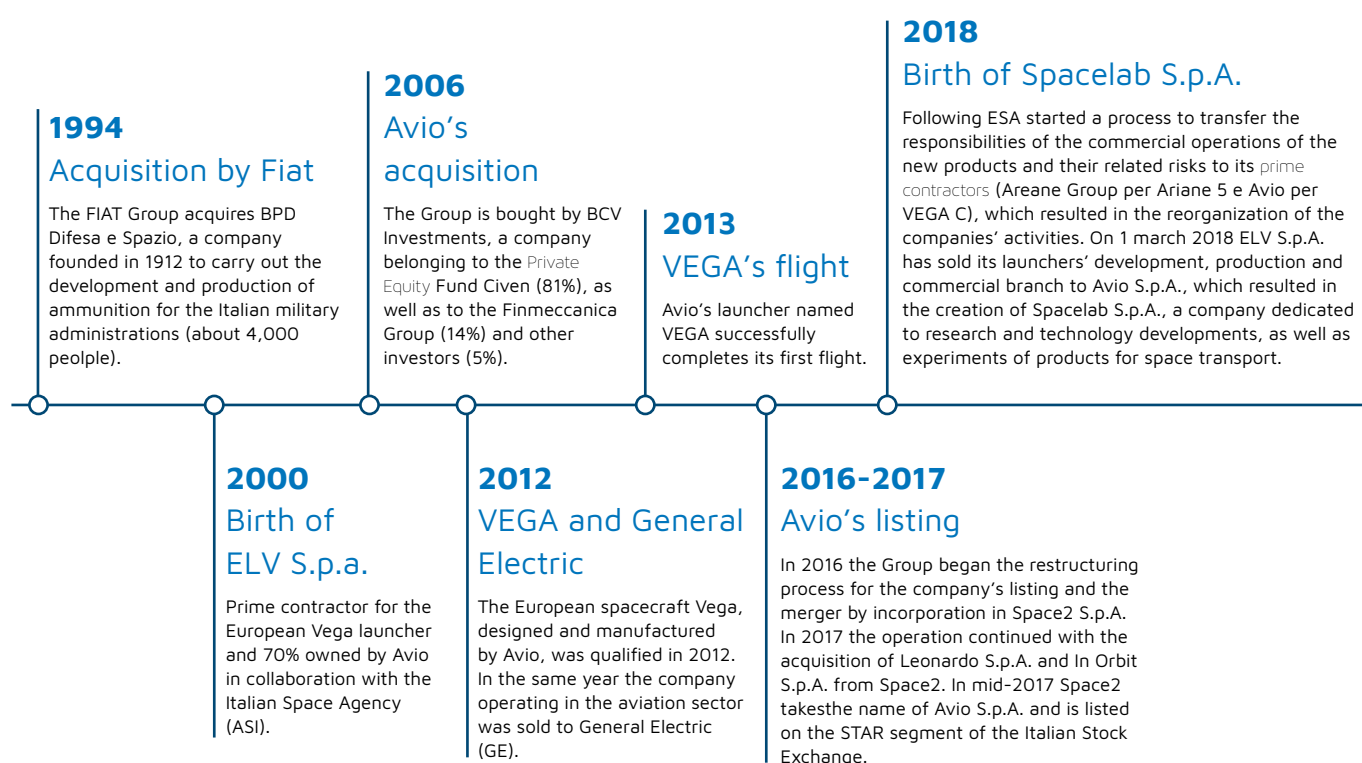 1994
Acquisition by Fiat
The FIAT Group acquires BPD
Difesa e Spazio, a company
founded in 1912 to carry out the
development and production of
ammunition for the Italian military
administrations (about 4,000
peolple).
2000
Birth of
ELV S.p.a.
Prime contractor for the
European Vega launcher
and 70% owned by Avio
in collaboration with the
Italian Space Agency
(ASI).
2006
Avio’s
acquisition
The Group is bought by BCV
Investments, a company
belonging to the Private
Equity Fund Civen (81%), as
well as to the Finmeccanica
Group (14%) and other
investors (5%).
2012
VEGA and General
Electric
The European spacecraft Vega,
designed and manufactured
by Avio, was qualified in 2012.
In the same year the company
operating in the aviation sector
was sold to General Electric
(GE).
2013
VEGA’s flight
Avio’s launcher named
VEGA successfully
completes its first flight.
2016-2017
Avio’s listing
In 2016 the Group began the restructuring
process for the company’s listing and the
merger by incorporation in Space2 S.p.A.
In 2017 the operation continued with the
acquisition of Leonardo S.p.A. and In Orbit
S.p.A. from Space2. In mid-2017 Space2
takesthe name of Avio S.p.A. and is listed
on the STAR segment of the Italian Stock
Exchange.
2018
Birth of Spacelab S.p.A.
Following ESA started a process to transfer the
responsibilities of the commercial operations of the
new products and their related risks to its prime
contractors (Areane Group per Ariane 5 e Avio per
VEGA C), which resulted in the reorganization of the
companies’ activities. On 1 march 2018 ELV S.p.A.
has sold its launchers’ development, production and
commercial branch to Avio S.p.A., which resulted in
the creation of Spacelab S.p.A., a company dedicated
to research and technology developments, as well as
experiments of products for space transport.